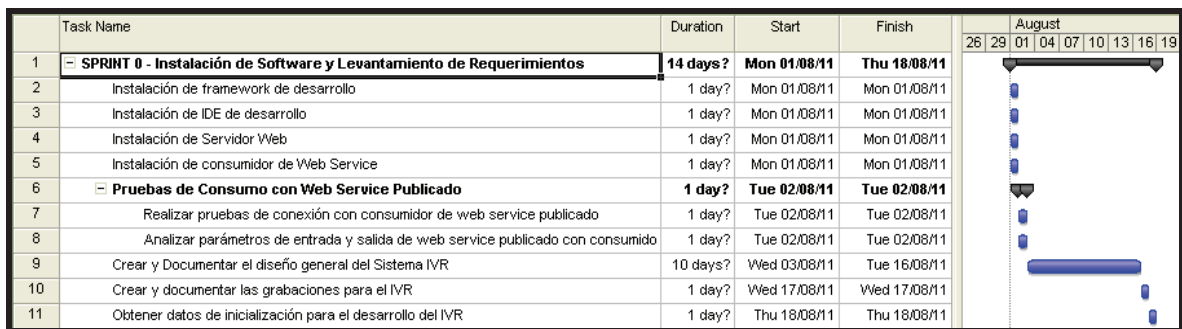 Task Name Duration Start Finish August
26 29 01 04 07 10 13 16 19
1 SPRINT 0 - Instalación de Software y Levantamiento de Requerimientos 14 days? Mon 01/08/11 Thu 18/08/11
2 Instalación de framework de desarrollo 1 day? Mon 01/08/11 Mon 01/08/11
3 Instalación de IDE de desarrollo 1 day? Mon 01/08/11 Mon 01/08/11
4 Instalación de Servidor Web 1 day? Mon 01/08/11 Mon 01/08/11
5 Instalación de consumidor de Web Service 1 day? Mon 01/08/11 Mon 01/08/11
6 Pruebas de Consumo con Web Service Publicado 1 day? Tue 02/08/11 Tue 02/08/11
7 Realizar pruebas de conexión con consumidor de web service publicado 1 day? Tue 02/08/11 Tue 02/08/11
8 Analizar parámetros de entrada y salida de web service publicado con consumido 1 day? Tue 02/08/11 Tue 02/08/11
9 Crear y Documentar el diseño general del Sistema IVR 10 days? Wed 03/08/11 Tue 16/08/11
10 Crear y documentar las grabaciones para el IVR 1 day? Wed 17/08/11 Wed 17/08/11
11 Obtener datos de inicialización para el desarrollo del IVR 1 day? Thu 18/08/11 Thu 18/08/11